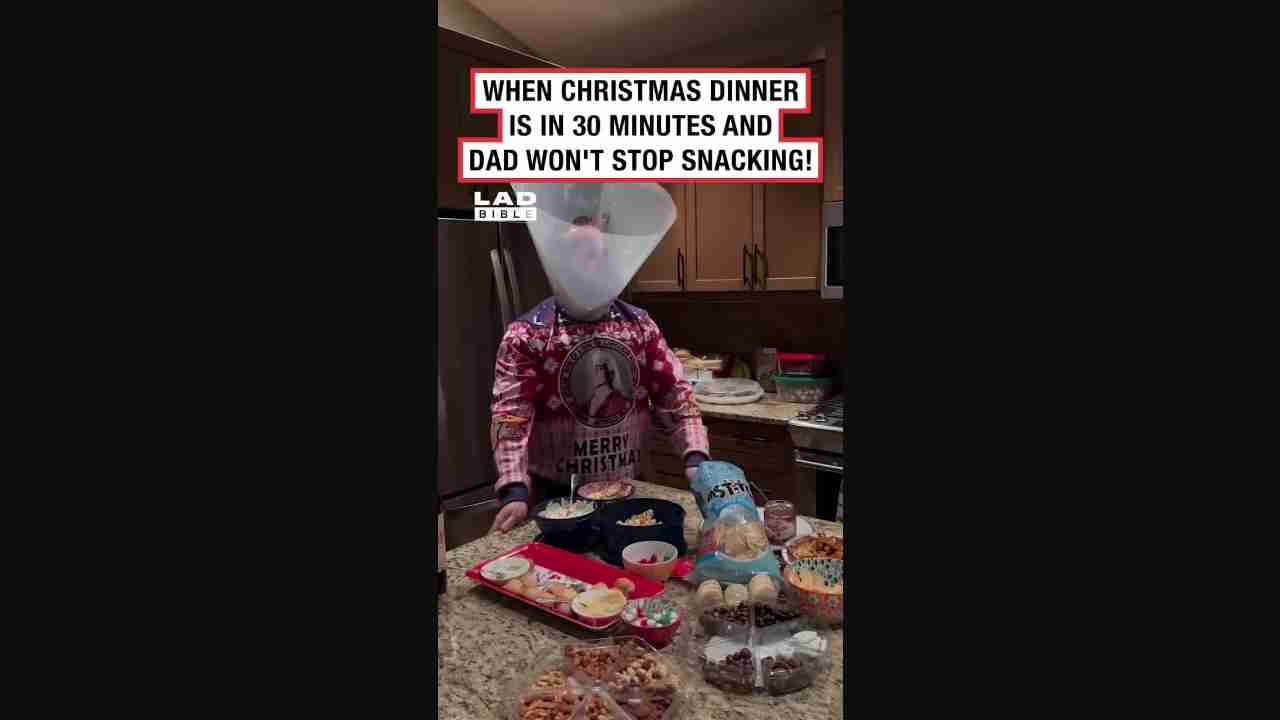 WHEN CHRISTMAS DINNER
IS IN 30 MINUTES AND
DAD WON'T STOP SNACKING!
LAD
BIBLE
MERRY
CHRISTMAS